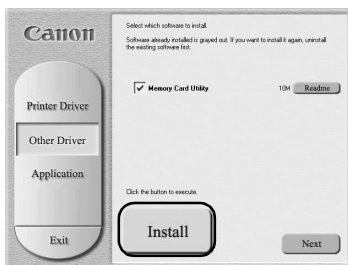 Canon
Printer Driver
Other Driver
Application
Exit
Select which software to install.
Software already installed is grayed out. If you want to install it again, uninstall
the existing software first.
Memory Card Utility 10M Readme
Click the button to execute.
Install
Next